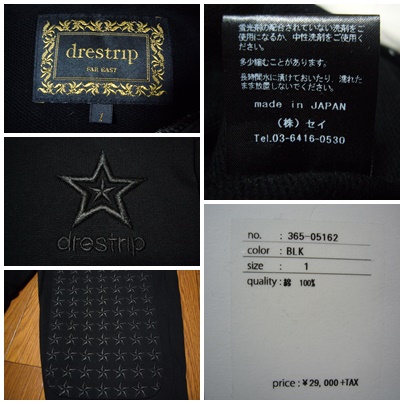 drestrip
FAR EAST
1
drestrip
蛍光剤の配合されていない洗剤をご
使用になるか、中性洗剤をご使用く
ださい。
多少縮むことがあります。
長時間水に漬けておいたり、濡れた
まま放置しないでください。
made in JAPAN
(株) セイ
Tel.03-6416-0530
no. : 365-05162
color : BLK
size : 1
quality : 綿 100%
price : ¥29,000+TAX